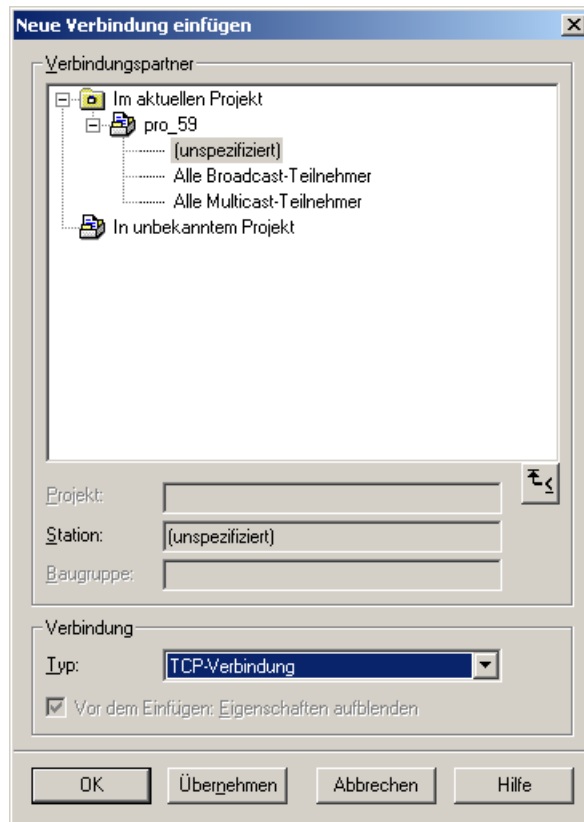 Neue Verbindung einfügen
Verbindungspartner
Im aktuellen Projekt
pro_59
(unspezifiziert)
Alle Broadcast-Teilnehmer
Alle Multicast-Teilnehmer
In unbekanntem Projekt
Projekt:
Station: (unspezifiziert)
Baugruppe:
Verbindung
Typ: TCP-Verbindung
Vor dem Einfügen: Eigenschaften aufblenden
OK Übernehmen Abbrechen Hilfe